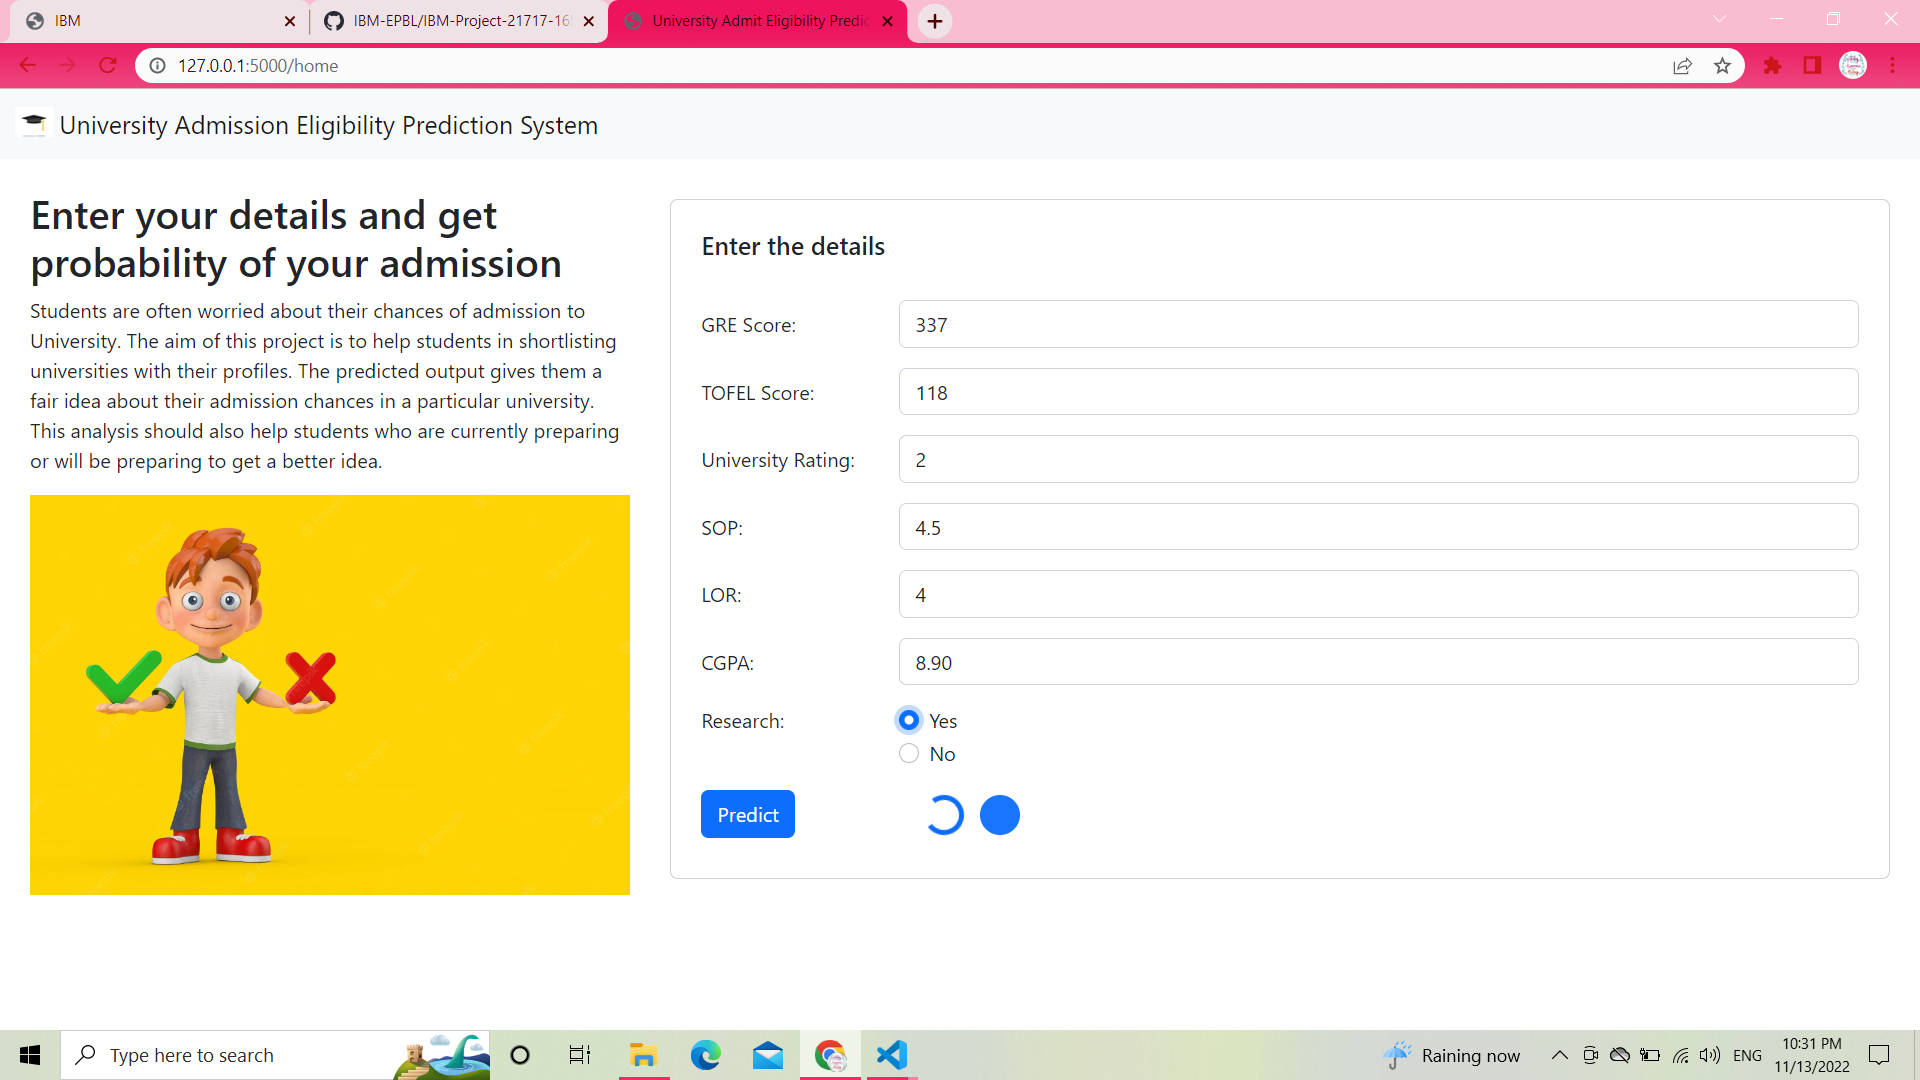 IBM
IBM-EPBL/IBM-Project-21717-16
University Admit Eligibility Predic
127.0.0.1:5000/home
University Admission Eligibility Prediction System
Enter your details and get
probability of your admission
Students are often worried about their chances of admission to
University. The aim of this project is to help students in shortlisting
universities with their profiles. The predicted output gives them a
fair idea about their admission chances in a particular university.
This analysis should also help students who are currently preparing
or will be preparing to get a better idea.
Enter the details
GRE Score: 337
TOFEL Score: 118
University Rating: 2
SOP: 4.5
LOR: 4
CGPA: 8.90
Research: Yes
No
Predict
Type here to search
Raining now
ENG
10:31 PM
11/13/2022